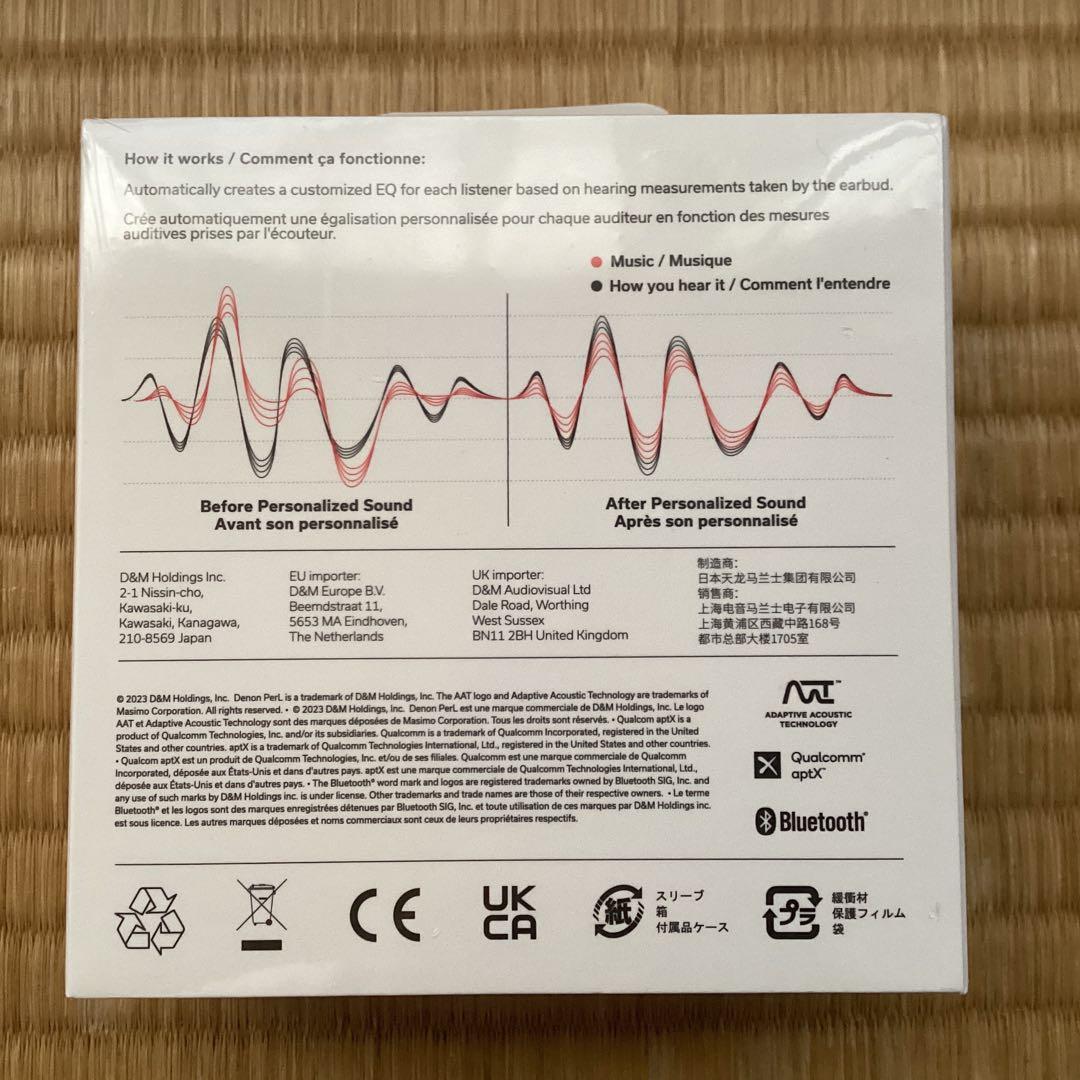 How it works / Comment ça fonctionne:
Automatically creates a customized EQ for each listener based on hearing measurements taken by the earbud.
Crée automatiquement une égalisation personnalisée pour chaque auditeur en fonction des mesures
auditives prises par l'écouteur.
Music / Musique
How you hear it / Comment l'entendre
Before Personalized Sound
Avant son personnalisé
After Personalized Sound
Après son personnalisé
D&M Holdings Inc.
2-1 Nissin-cho,
Kawasaki-ku,
Kawasaki, Kanagawa,
210-8569 Japan
EU importer:
D&M Europe B.V.
Beemdstraat 11,
5653 MA Eindhoven,
The Netherlands
UK importer:
D&M Audiovisual Ltd
Dale Road, Worthing
West Sussex
BN11 2BH United Kingdom
制造商：
日本天龙马兰士集团有限公司
销售商：
上海电音马兰士电子有限公司
上海黄浦区西藏中路168号
都市总部大楼1705室
© 2023 D&M Holdings, Inc. Denon PerL is a trademark of D&M Holdings, Inc. The AAT logo and Adaptive Acoustic Technology are trademarks of
Masimo Corporation. All rights reserved. • © 2023 D&M Holdings, Inc. Denon PerL est une marque commerciale de D&M Holdings, Inc. Le logo
AAT et Adaptive Acoustic Technology sont des marques déposées de Masimo Corporation. Tous les droits sont réservés. • Qualcom aptX is a
product of Qualcomm Technologies, Inc. and/or its subsidiaries. Qualcomm is a trademark of Qualcomm Incorporated, registered in the United
States and other countries. aptX is a trademark of Qualcomm Technologies International, Ltd., registered in the United States and other countries.
• Qualcom aptX est un produit de Qualcomm Technologies, Inc. et/ou de ses filiales. Qualcomm est une marque commerciale de Qualcomm
Incorporated, déposée aux États-Unis et dans d'autres pays. aptX est une marque commerciale de Qualcomm Technologies International, Ltd.,
déposée aux États-Unis et dans d'autres pays. • The Bluetooth® word mark and logos are registered trademarks owned by Bluetooth SIG, Inc. and
any use of such marks by D&M Holdings inc. is under license. Other trademarks and trade names are those of their respective owners. • Le terme
Bluetooth® et les logos sont des marques enregistrées détenues par Bluetooth SIG, Inc. et toute utilisation de ces marques par D&M Holdings inc.
est sous licence. Les autres marques déposées et noms commerciaux sont ceux de leurs propriétaires respectifs.
AAT™
ADAPTIVE ACOUSTIC
TECHNOLOGY
Qualcomm®
aptX™
Bluetooth®
CE
UK
CA
紙
スリーブ
箱
付属品ケース
プラ
緩衝材
保護フィルム
袋